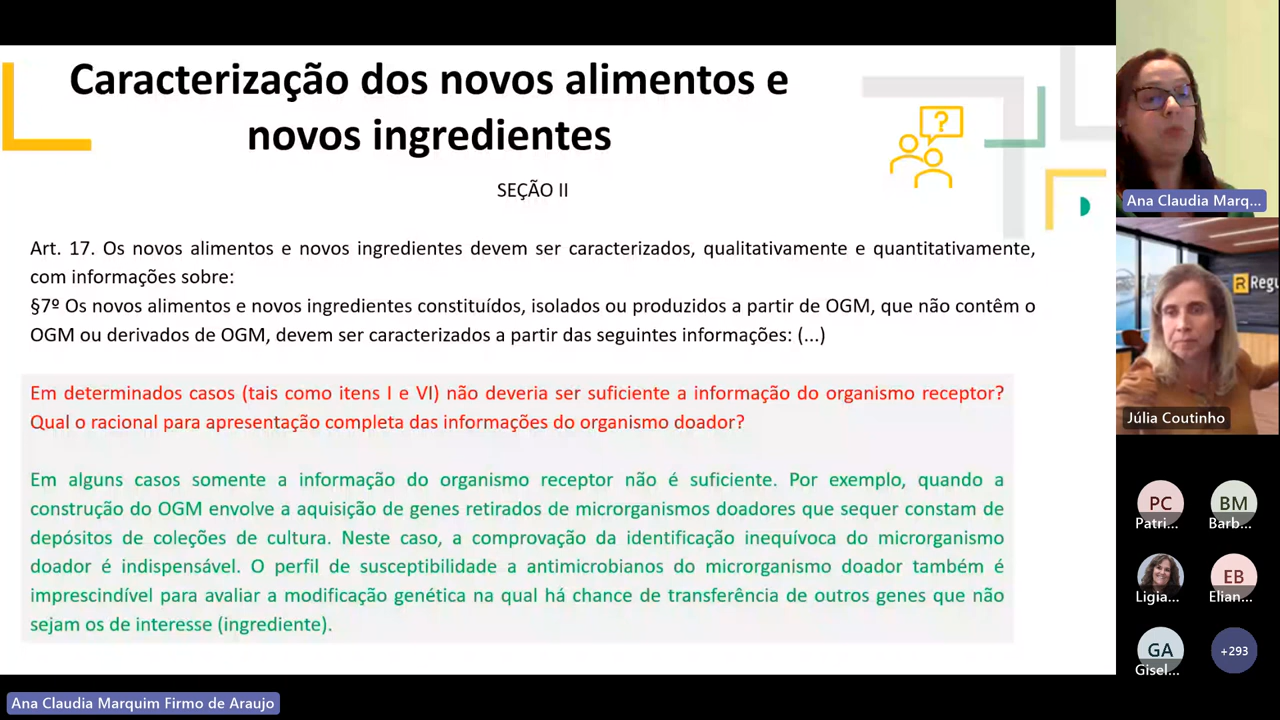 Caracterização dos novos alimentos e
novos ingredientes
?
SEÇÃO II
Art. 17. Os novos alimentos e novos ingredientes devem ser caracterizados, qualitativamente e quantitativamente,
com informações sobre:
§7º Os novos alimentos e novos ingredientes constituídos, isolados ou produzidos a partir de OGM, que não contêm o
OGM ou derivados de OGM, devem ser caracterizados a partir das seguintes informações: (...)
Em determinados casos (tais como itens I e VI) não deveria ser suficiente a informação do organismo receptor?
Qual o racional para apresentação completa das informações do organismo doador?
Em alguns casos somente a informação do organismo receptor não é suficiente. Por exemplo, quando a
construção do OGM envolve a aquisição de genes retirados de microrganismos doadores que sequer constam de
depósitos de coleções de cultura. Neste caso, a comprovação da identificação inequívoca do microrganismo
doador é indispensável. O perfil de susceptibilidade a antimicrobianos do microrganismo doador também é
imprescindível para avaliar a modificação genética na qual há chance de transferência de outros genes que não
sejam os de interesse (ingrediente).
Ana Claudia Marq...
Regu
Júlia Coutinho
PC
Patri...
BM
Barb...
Ligia...
EB
Elian...
GA
Gisel...
+293
Ana Claudia Marquim Firmo de Araujo